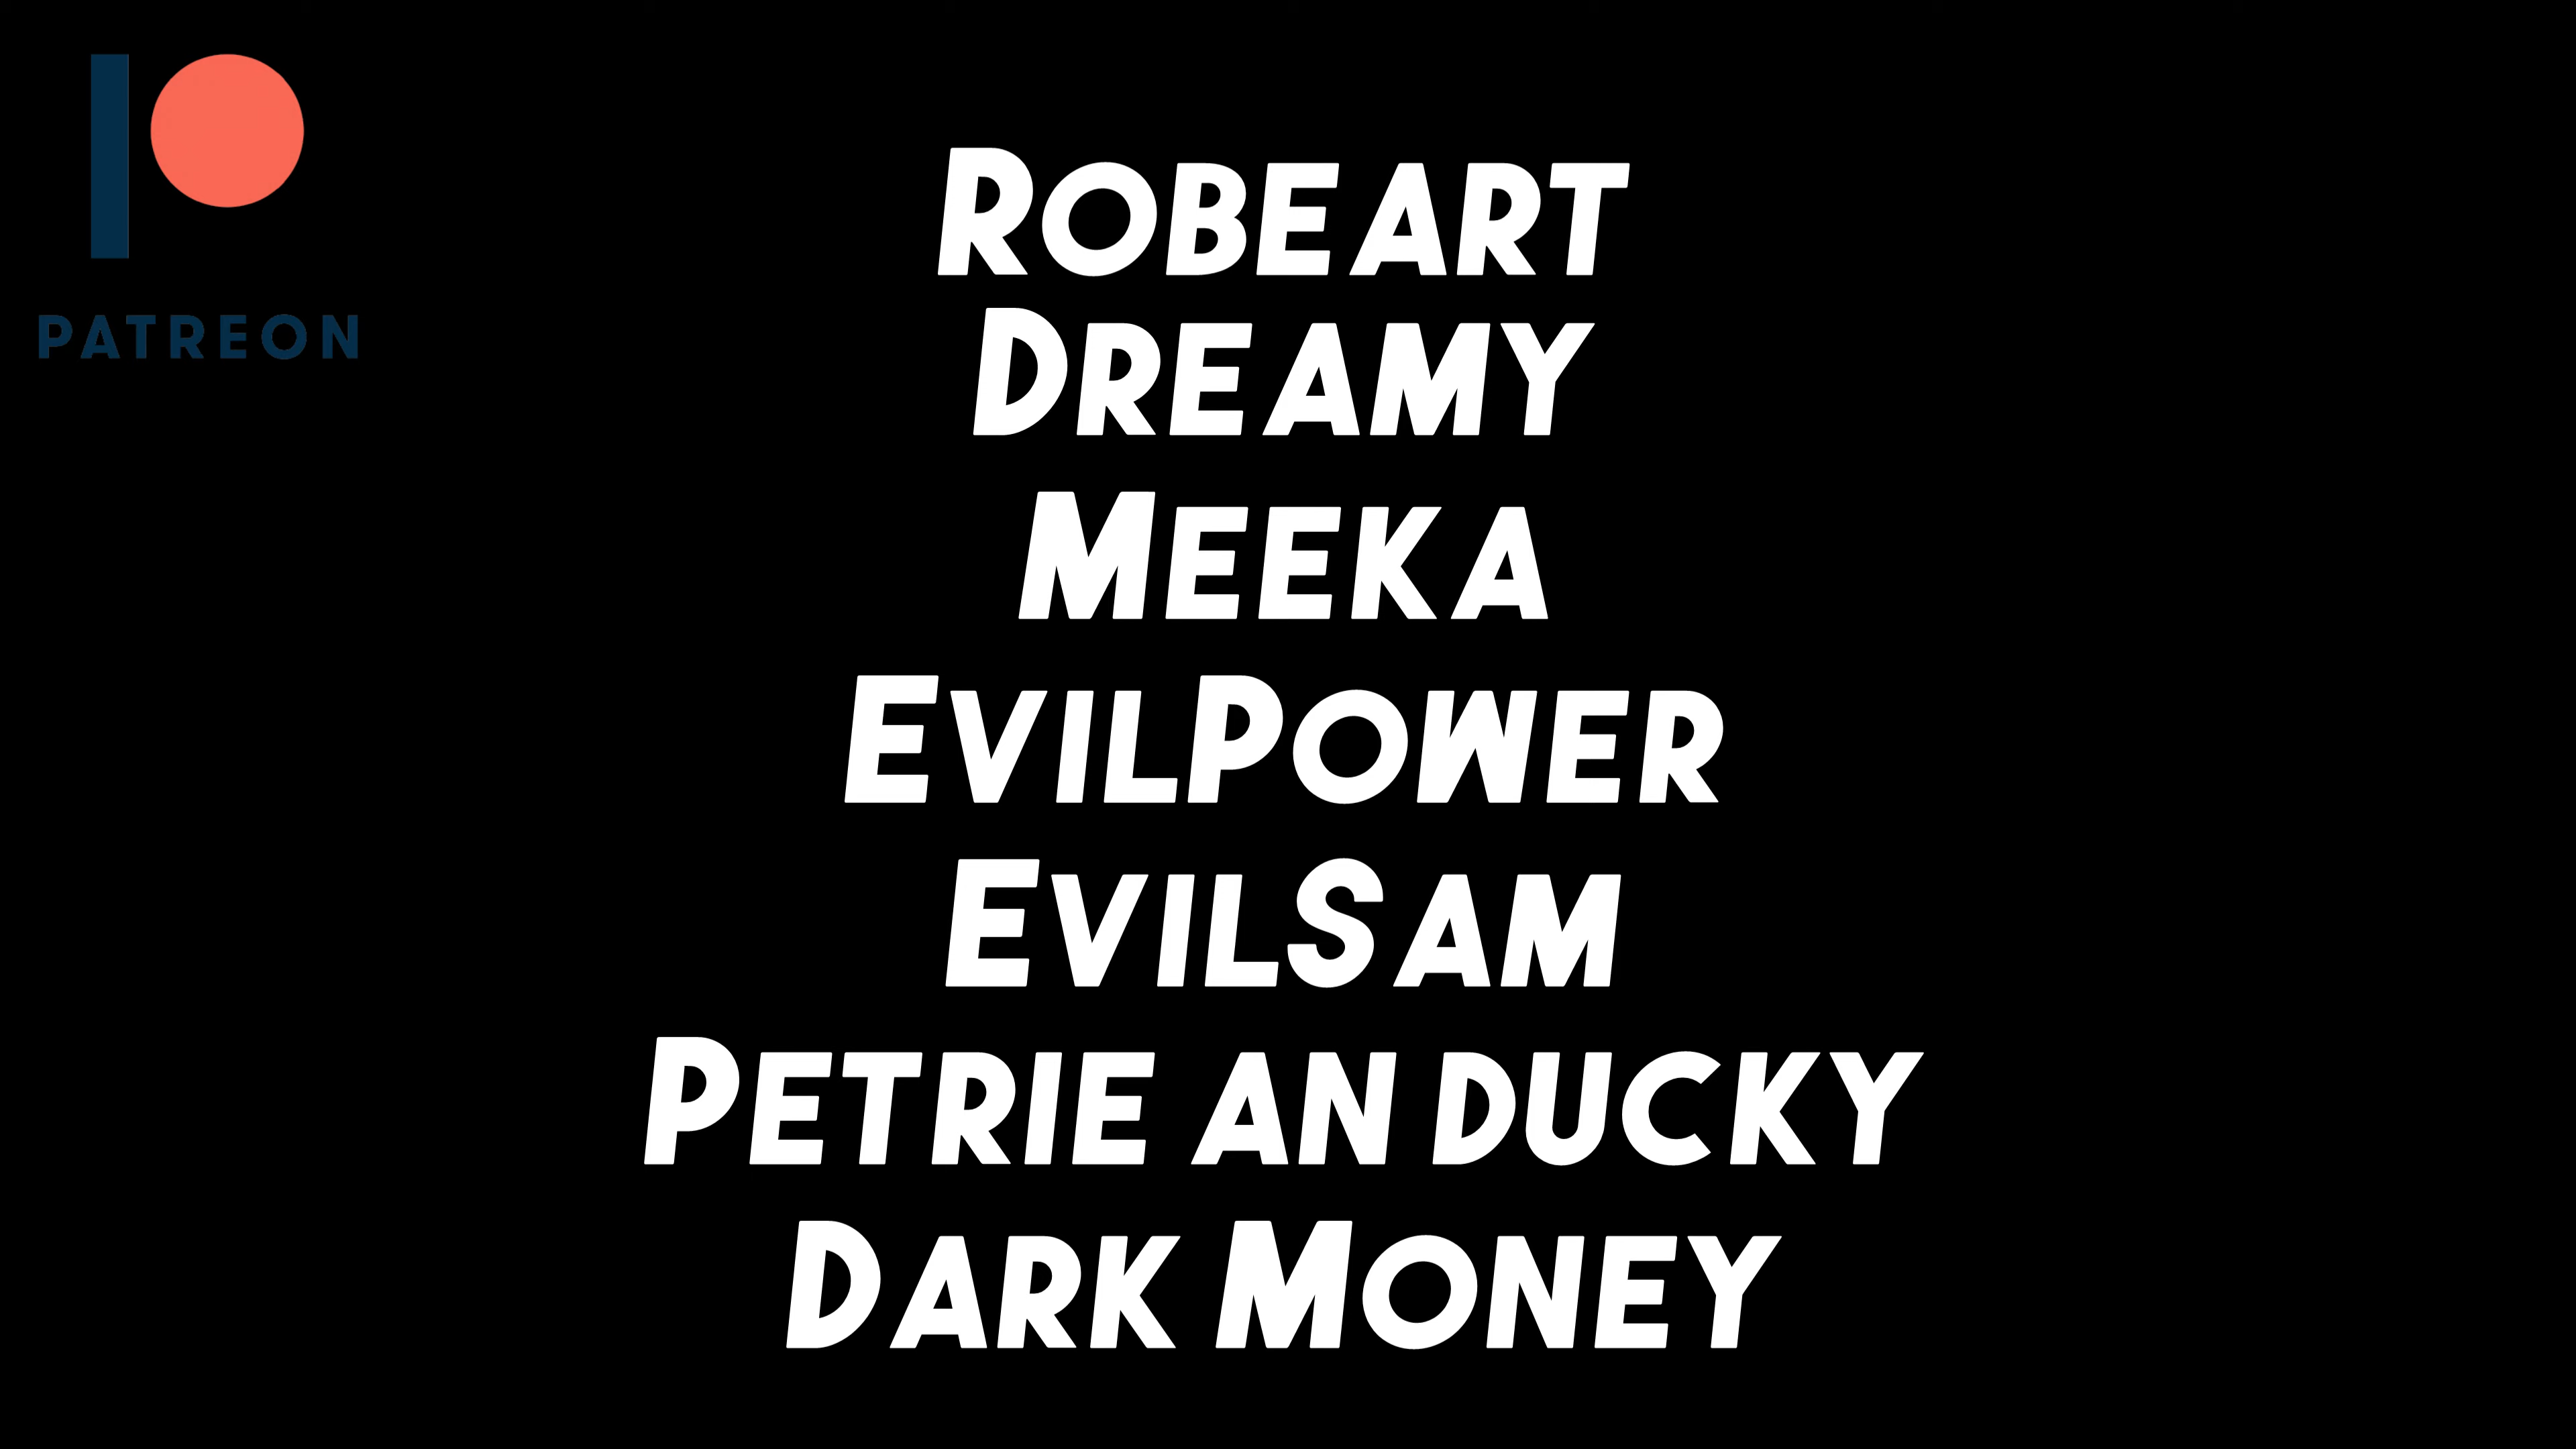 PATREON
Robeart
Dreamy
Meeka
EvilPower
EvilSam
Petrie an ducky
Dark Money